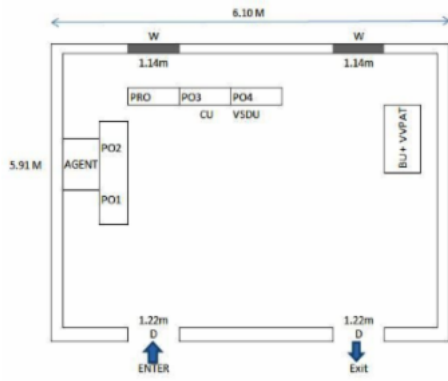 6.10 M
W
W
1.14m
1.14m
PRO
PO3
PO4
CU
VSDU
BU+ VVPAT
PO2
AGENT
5.91 M
PO1
1.22m
1.22m
D
D
ENTER
Exit